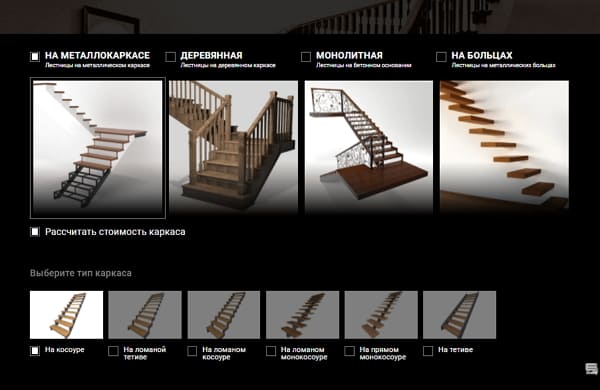 НА МЕТАЛЛОКАРКАСЕ
Лестницы на металлическом каркасе
ДЕРЕВЯННАЯ
Лестницы на деревянном каркасе
МОНОЛИТНАЯ
Лестницы на бетонном основании
НА БОЛЬЦАХ
Лестницы на металлических больцах
Рассчитать стоимость каркаса
Выберите тип каркаса
На косоуре
На ломаной
тетиве
На ломаном
косоуре
На ломаном
монокосоуре
На прямом
монокосоуре
На тетиве